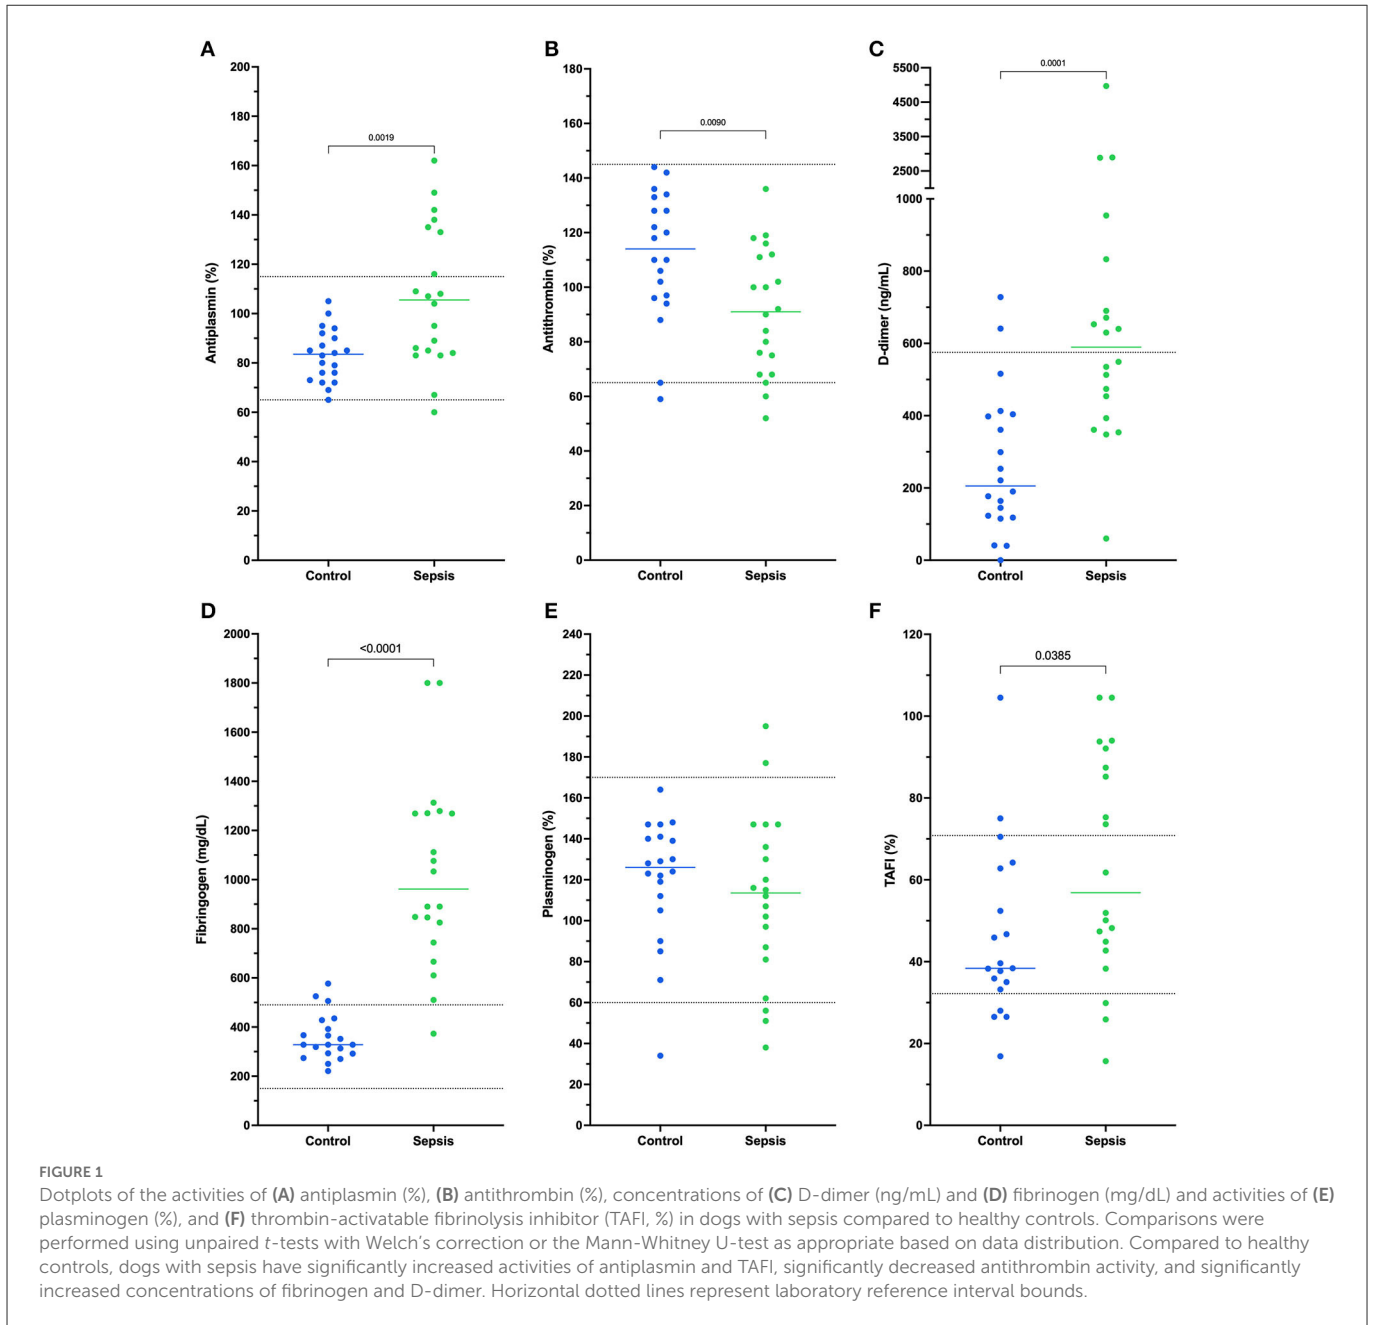 A
B
C
200
180
160
140
120
100
80
60
40
20
0
Antiplasmin (%)
0.0019
Control
Sepsis
180
160
140
120
100
80
60
40
20
0
Antithrombin (%)
0.0090
Control
Sepsis
5500
4500
3500
2500
1000
800
600
400
200
0
D-dimer (ng/mL)
0.0001
Control
Sepsis
D
E
F
2000
1800
1600
1400
1200
1000
800
600
400
200
0
Fibringogen (mg/dL)
<0.0001
Control
Sepsis
240
220
200
180
160
140
120
100
80
60
40
20
0
Plasminogen (%)
Control
Sepsis
120
100
80
60
40
20
0
TAFI (%)
0.0385
Control
Sepsis
FIGURE 1
Dotplots of the activities of (A) antiplasmin (%), (B) antithrombin (%), concentrations of (C) D-dimer (ng/mL) and (D) fibrinogen (mg/dL) and activities of (E)
plasminogen (%), and (F) thrombin-activatable fibrinolysis inhibitor (TAFI, %) in dogs with sepsis compared to healthy controls. Comparisons were
performed using unpaired t-tests with Welch's correction or the Mann-Whitney U-test as appropriate based on data distribution. Compared to healthy
controls, dogs with sepsis have significantly increased activities of antiplasmin and TAFI, significantly decreased antithrombin activity, and significantly
increased concentrations of fibrinogen and D-dimer. Horizontal dotted lines represent laboratory reference interval bounds.